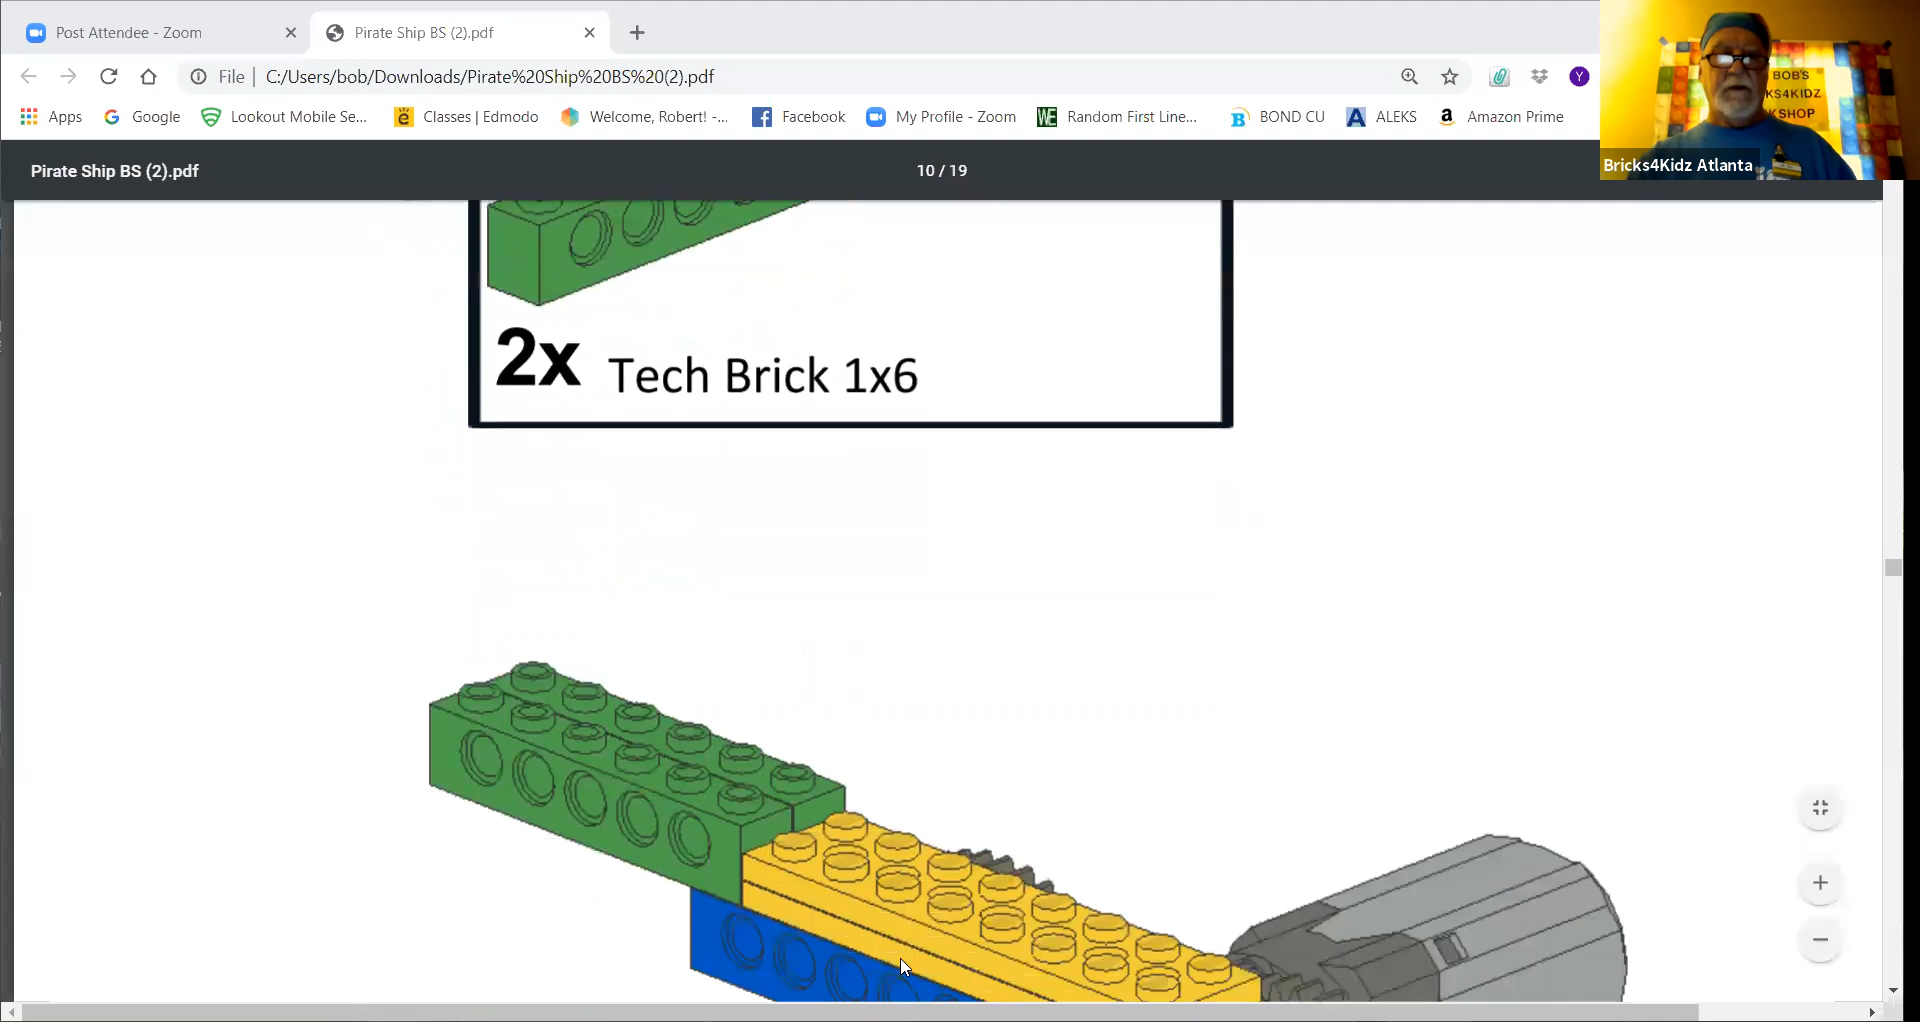 Post Attendee - Zoom
Pirate Ship BS (2).pdf
File
C:/Users/bob/Downloads/Pirate%20Ship%20BS%20(2).pdf
Y
Apps
Google
Lookout Mobile Se...
Classes | Edmodo
Welcome, Robert! -...
Facebook
My Profile - Zoom
Random First Line...
BOND CU
ALEKS
Amazon Prime
BOB'S
KS4KIDZ
KSHOP
Bricks4Kidz Atlanta
Pirate Ship BS (2).pdf
10 / 19
2x Tech Brick 1x6